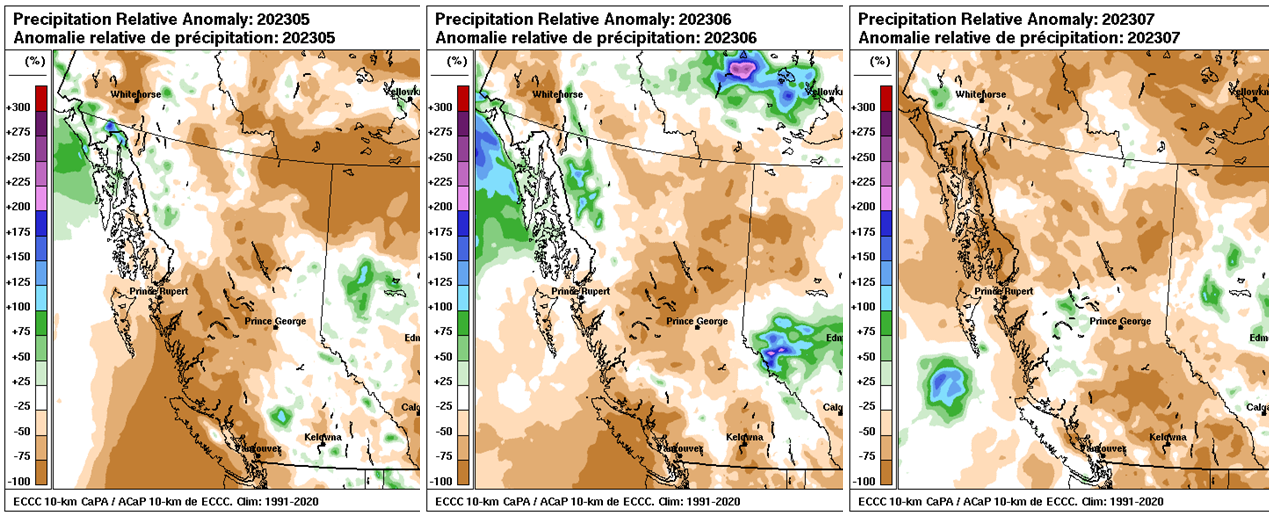 Precipitation Relative Anomaly: 202305
Anomalie relative de précipitation: 202305
(%)
+300
+275
+250
+225
+200
+175
+150
+125
+100
+75
+50
+25
-25
-50
-75
-100
Whitehorse
Yellowkn
Prince Rupert
Prince George
Edm
Calg
Kelowna
Vancouver
ECCC 10-km CaPA / ACaP 10-km de ECCC. Clim: 1991-2020
Precipitation Relative Anomaly: 202306
Anomalie relative de précipitation: 202306
(%)
+300
+275
+250
+225
+200
+175
+150
+125
+100
+75
+50
+25
-25
-50
-75
-100
Whitehorse
Yellowkn
Prince Rupert
Prince George
Edm
Calg
Kelowna
Vancouver
ECCC 10-km CaPA / ACaP 10-km de ECCC. Clim: 1991-2020
Precipitation Relative Anomaly: 202307
Anomalie relative de précipitation: 202307
(%)
+300
+275
+250
+225
+200
+175
+150
+125
+100
+75
+50
+25
-25
-50
-75
-100
Whitehorse
Yellowkn
Prince Rupert
Prince George
Edm
Calg
Kelowna
Vancouver
ECCC 10-km CaPA / ACaP 10-km de ECCC. Clim: 1991-2020